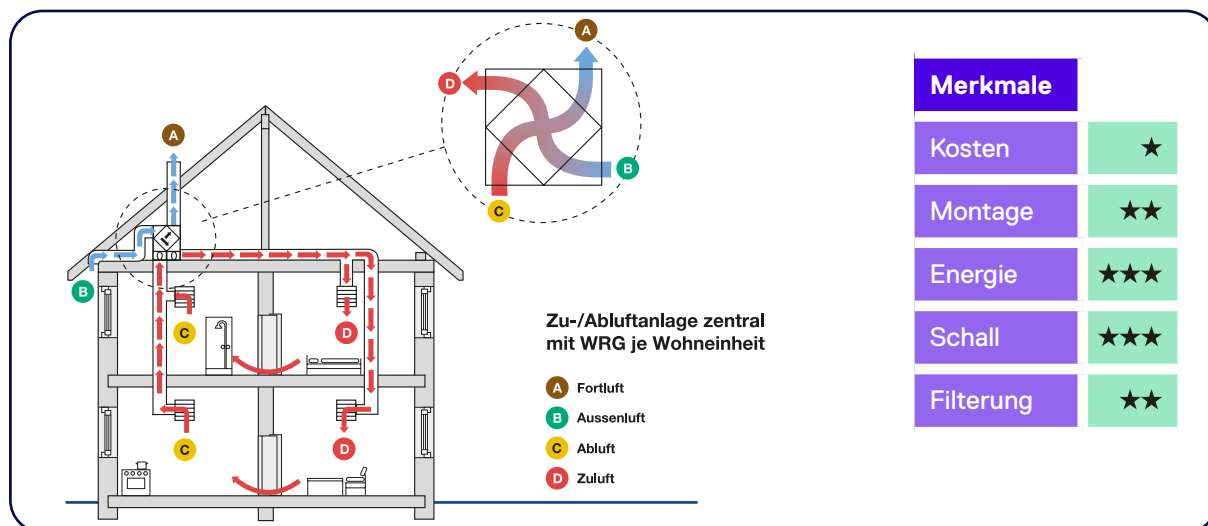 A
D
B
C
A
B
C
D
C
D
Zu-/Abluftanlage zentral
mit WRG je Wohneinheit
A Fortluft
B Aussenluft
C Abluft
D Zuluft
Merkmale
Kosten ★
Montage ★★
Energie ★★★
Schall ★★★
Filterung ★★